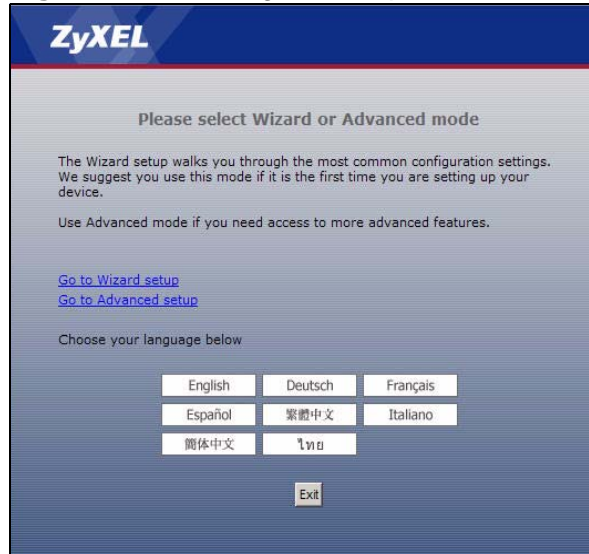 ZyXEL
Please select Wizard or Advanced mode
The Wizard setup walks you through the most common configuration settings.
We suggest you use this mode if it is the first time you are setting up your
device.
Use Advanced mode if you need access to more advanced features.
Go to Wizard setup
Go to Advanced setup
Choose your language below
English Deutsch Français
Español 繁體中文 Italiano
简体中文 ไทย
Exit